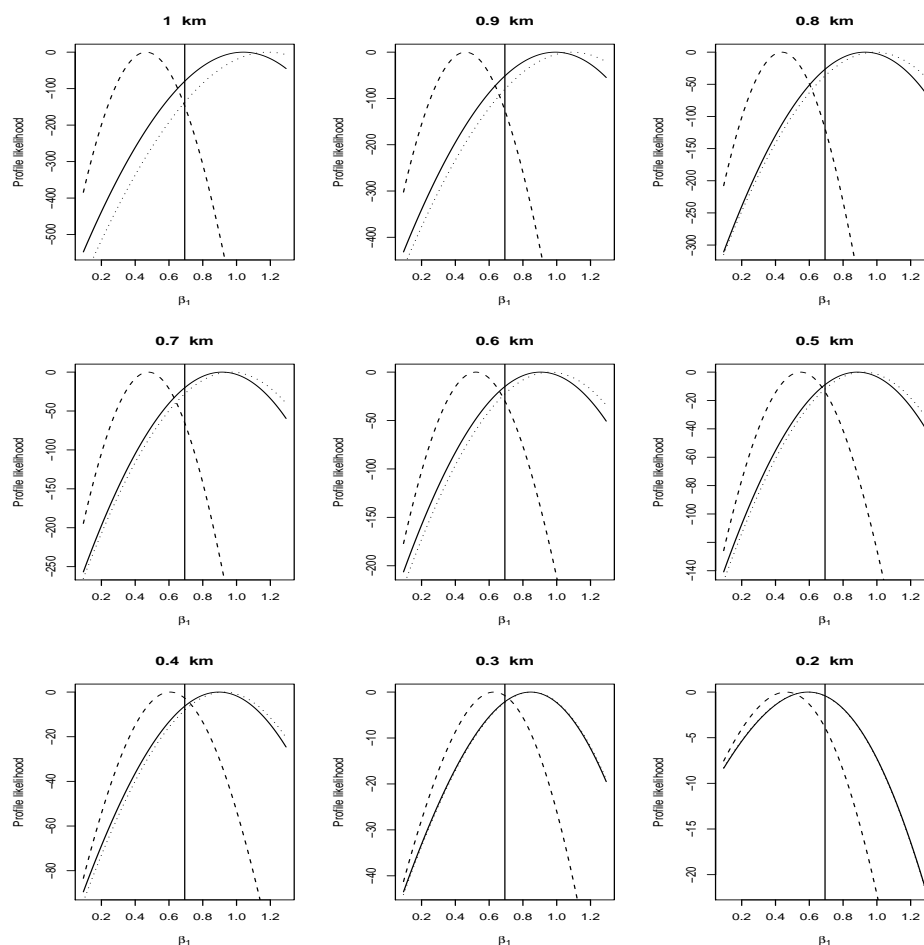 1 km
0.9 km
0.8 km
Profile likelihood
0
−100
−200
−300
−400
−500
0.2 0.4 0.6 0.8 1.0 1.2
β1
Profile likelihood
0
−100
−200
−300
−400
0.2 0.4 0.6 0.8 1.0 1.2
β1
Profile likelihood
0
−50
−100
−150
−200
−250
−300
0.2 0.4 0.6 0.8 1.0 1.2
β1
0.7 km
0.6 km
0.5 km
Profile likelihood
0
−50
−100
−150
−200
−250
0.2 0.4 0.6 0.8 1.0 1.2
β1
Profile likelihood
0
−50
−100
−150
−200
0.2 0.4 0.6 0.8 1.0 1.2
β1
Profile likelihood
0
−20
−40
−60
−80
−100
−140
0.2 0.4 0.6 0.8 1.0 1.2
β1
0.4 km
0.3 km
0.2 km
Profile likelihood
0
−20
−40
−60
−80
0.2 0.4 0.6 0.8 1.0 1.2
β1
Profile likelihood
0
−10
−20
−30
−40
0.2 0.4 0.6 0.8 1.0 1.2
β1
Profile likelihood
0
−5
−10
−15
−20
0.2 0.4 0.6 0.8 1.0 1.2
β1